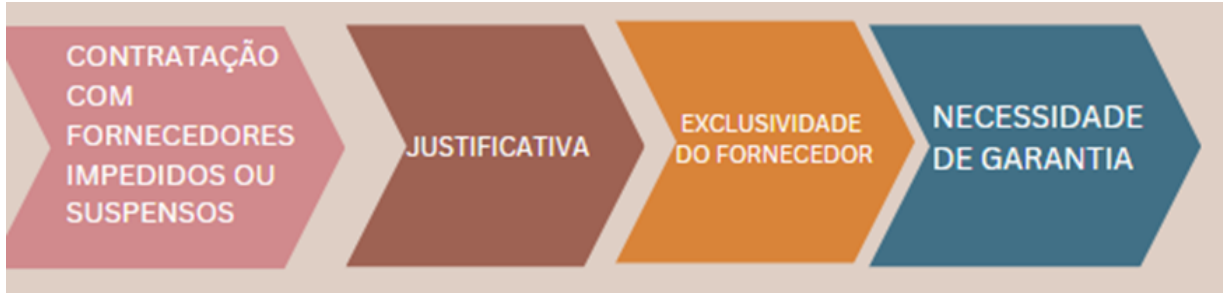 CONTRATAÇÃO
COM
FORNECEDORES
IMPEDIDOS OU
SUSPENSOS
JUSTIFICATIVA
EXCLUSIVIDADE
DO FORNECEDOR
NECESSIDADE
DE GARANTIA